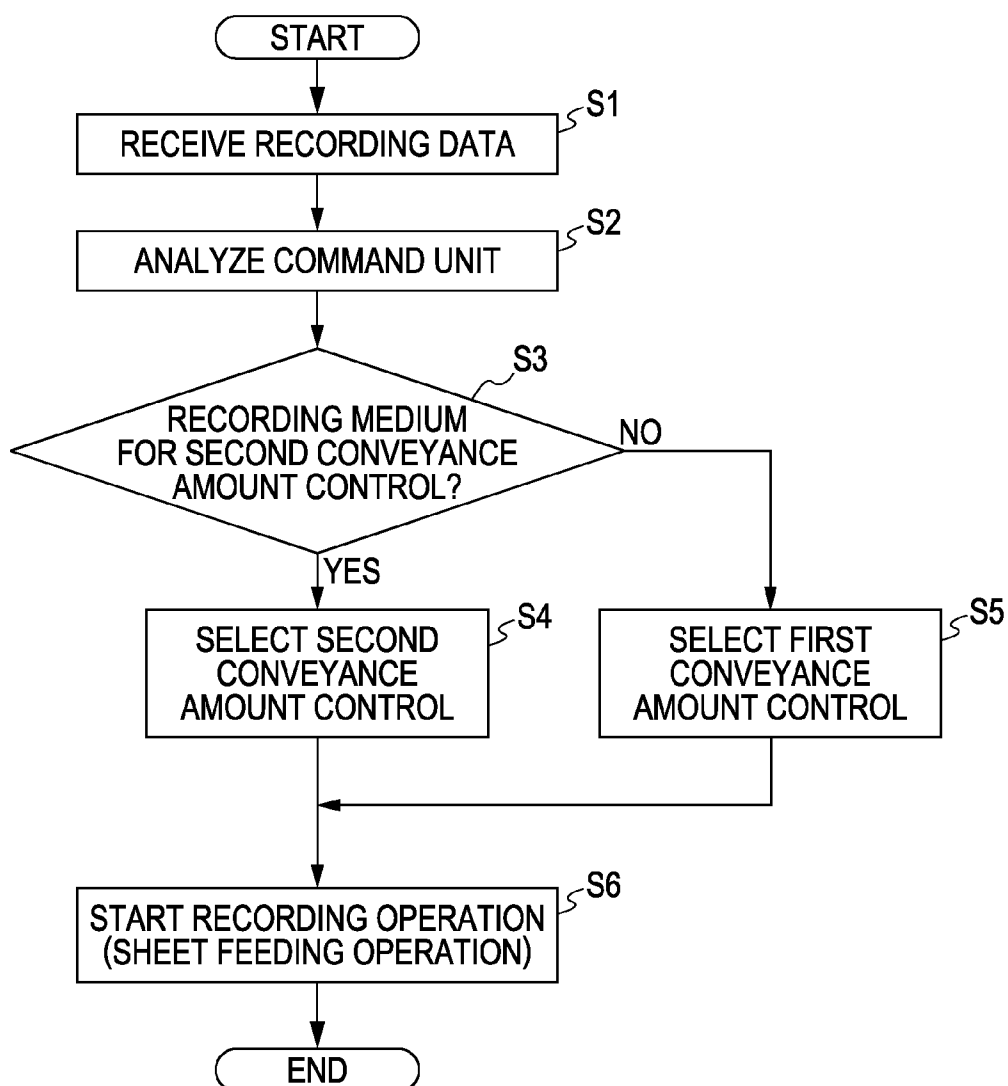 START
S1
RECEIVE RECORDING DATA
S2
ANALYZE COMMAND UNIT
S3
RECORDING MEDIUM
FOR SECOND CONVEYANCE
AMOUNT CONTROL?
NO
YES
S4
SELECT SECOND
CONVEYANCE
AMOUNT CONTROL
S5
SELECT FIRST
CONVEYANCE
AMOUNT CONTROL
S6
START RECORDING OPERATION
(SHEET FEEDING OPERATION)
END